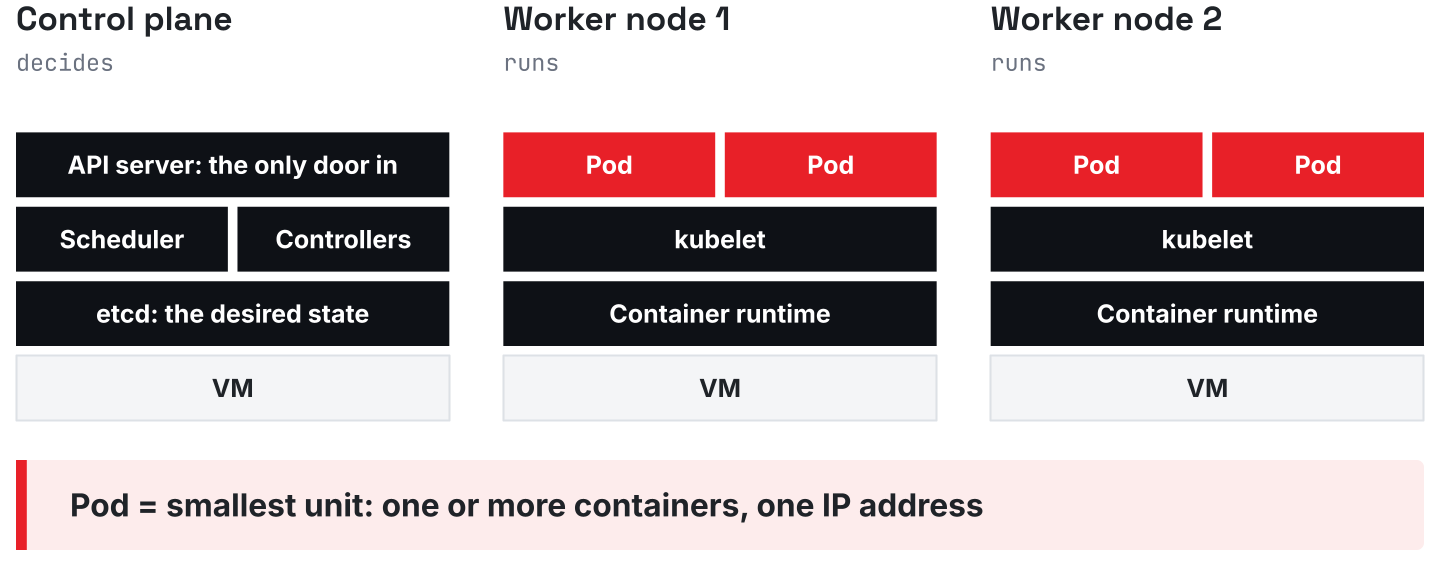 Control plane
decides
API server: the only door in
Scheduler
Controllers
etcd: the desired state
VM
Worker node 1
runs
Pod
Pod
kubelet
Container runtime
VM
Worker node 2
runs
Pod
Pod
kubelet
Container runtime
VM
Pod = smallest unit: one or more containers, one IP address